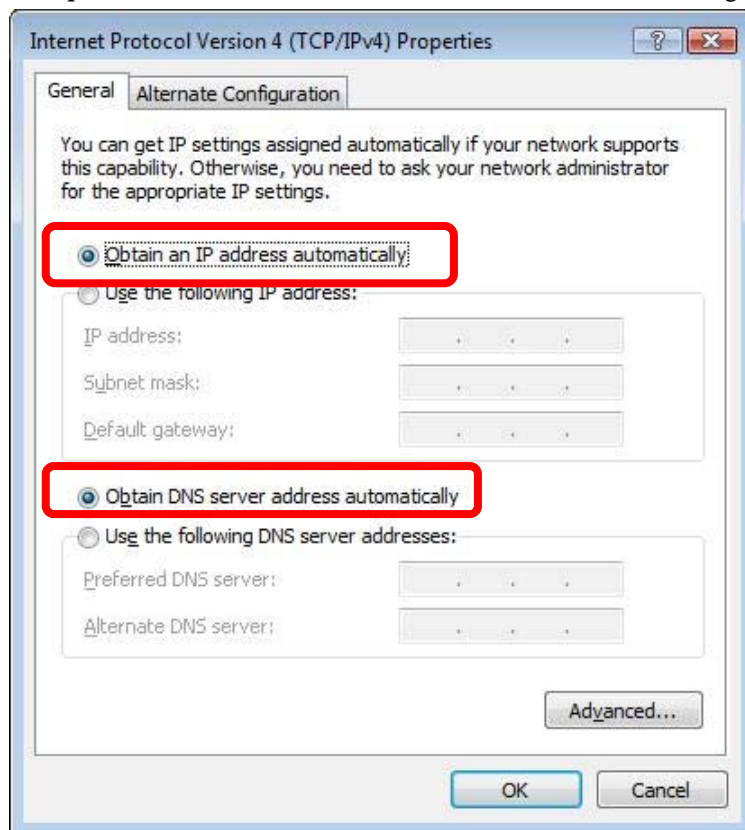 Internet Protocol Version 4 (TCP/IPv4) Properties
General
Alternate Configuration
You can get IP settings assigned automatically if your network supports
this capability. Otherwise, you need to ask your network administrator
for the appropriate IP settings.
Obtain an IP address automatically
Use the following IP address:
IP address:
Subnet mask:
Default gateway:
Obtain DNS server address automatically
Use the following DNS server addresses:
Preferred DNS server:
Alternate DNS server:
Advanced...
OK
Cancel